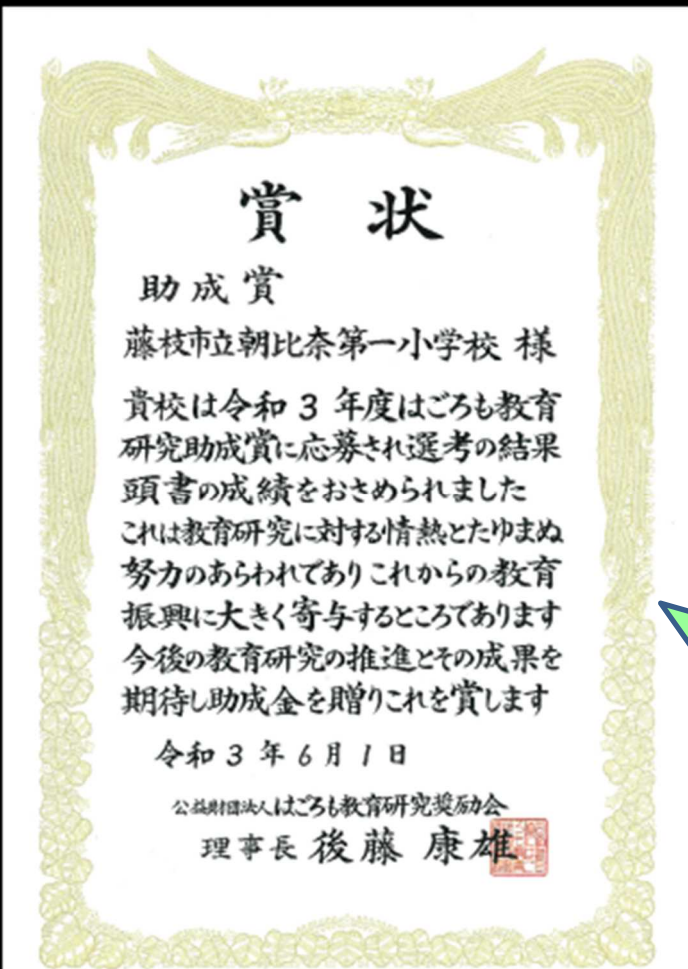 賞状
助成賞
藤枝市立朝比奈第一小学校 様
貴校は令和3年度はごろも教育
研究助成賞に応募され選考の結果
頭書の成績をおさめられました
これは教育研究に対する情熱とたゆまぬ
努力のあらわれでありこれからの教育
振興に大きく寄与するところであります
今後の教育研究の推進とその成果を
期待し助成金を贈りこれを賞します
令和3年6月1日
公益財団法人はごろも教育研究奨励会
理事長 後藤 康雄